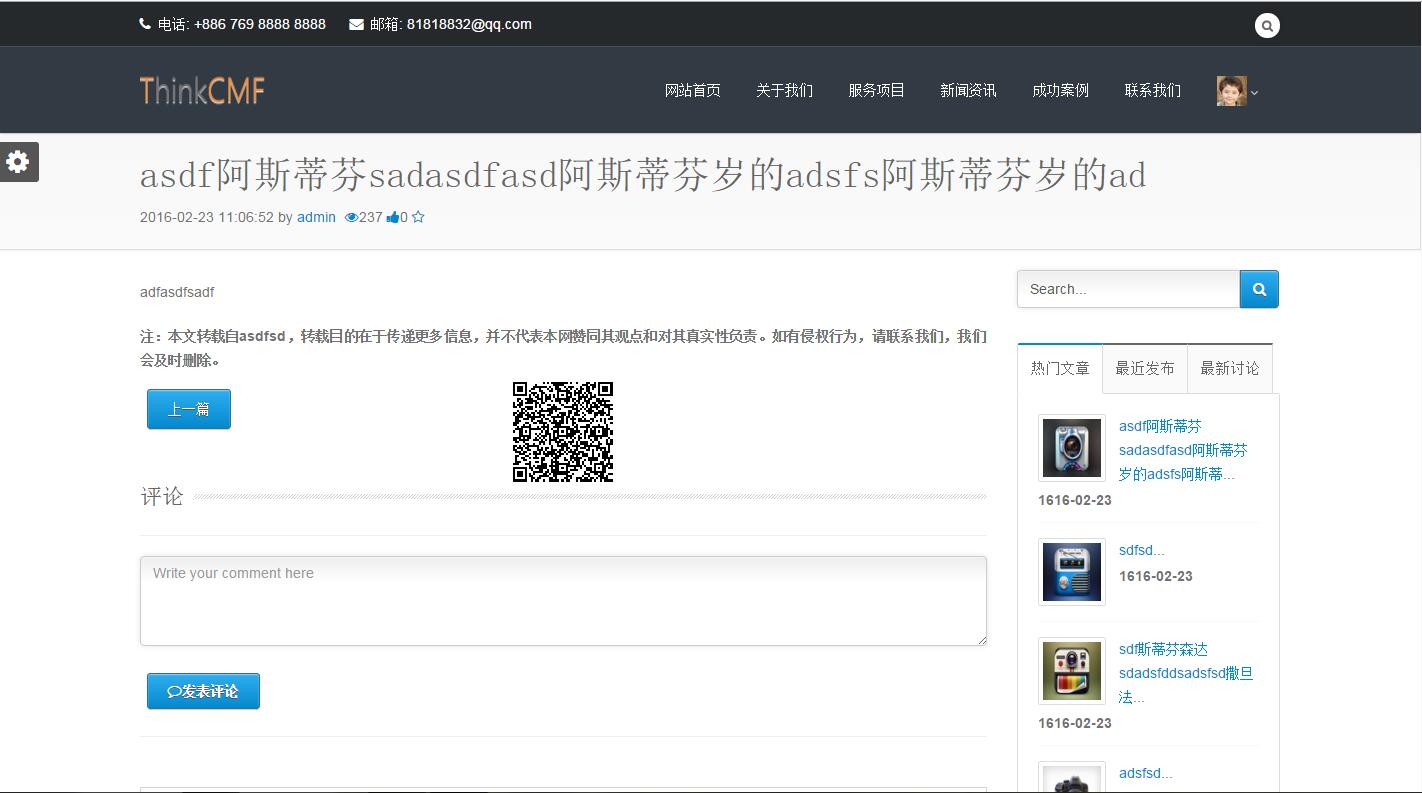 电话: +886 769 8888 8888 邮箱: 81818832@qq.com
ThinkCMF
网站首页 关于我们 服务项目 新闻资讯 成功案例 联系我们
asdf阿斯蒂芬sadasdfasd阿斯蒂芬岁的adsfs阿斯蒂芬岁的ad
2016-02-23 11:06:52 by admin 237 0
adfasdfsadf
注：本文转载自asdfsd，转载目的在于传递更多信息，并不代表本网赞同其观点和对其真实性负责。如有侵权行为，请联系我们，我们
会及时删除。
上一篇
评论
Write your comment here
发表评论
Search...
热门文章 最近发布 最新讨论
asdf阿斯蒂芬
sadasdfasd阿斯蒂芬
岁的adsfs阿斯蒂...
1616-02-23
sdfsd...
1616-02-23
sdf斯蒂芬森达
sdadsfddsadsfsd撒旦
法...
1616-02-23
adsfsd...